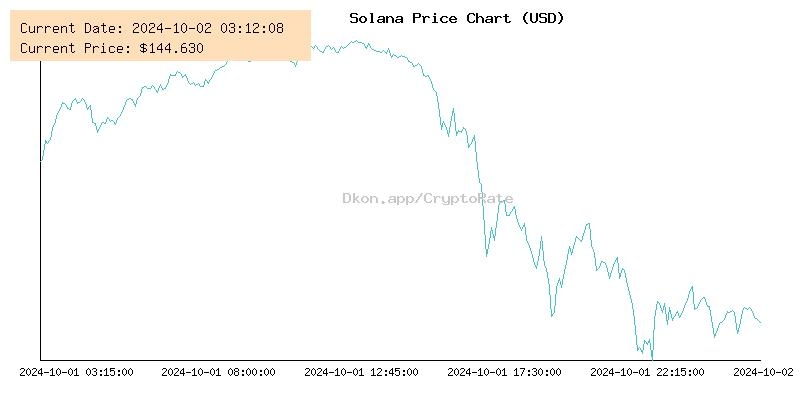 Solana Price Chart (USD)
Current Date: 2024-10-02 03:12:08
Current Price: $144.630
Dkon.app/CryptoRate
2024-10-01 03:15:00 2024-10-01 08:00:00 2024-10-01 12:45:00 2024-10-01 17:30:00 2024-10-01 22:15:00 2024-10-02